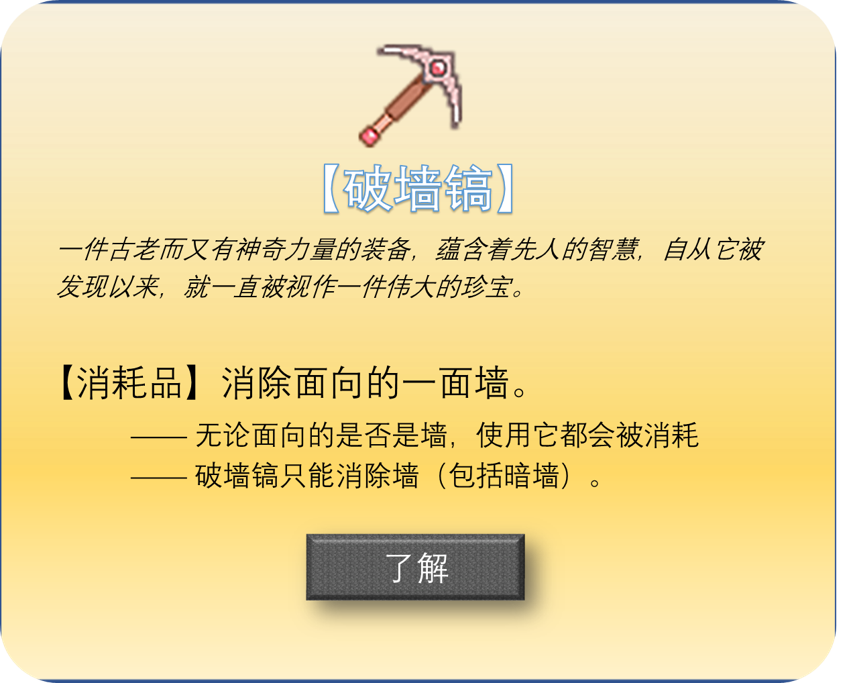 【破墙镐】
一件古老而又有神奇力量的装备，蕴含着先人的智慧，自从它被
发现以来，就一直被视作一件伟大的珍宝。
【消耗品】消除面向的一面墙。
—— 无论面向的是否是墙，使用它都会被消耗
—— 破墙镐只能消除墙（包括暗墙）。
了解